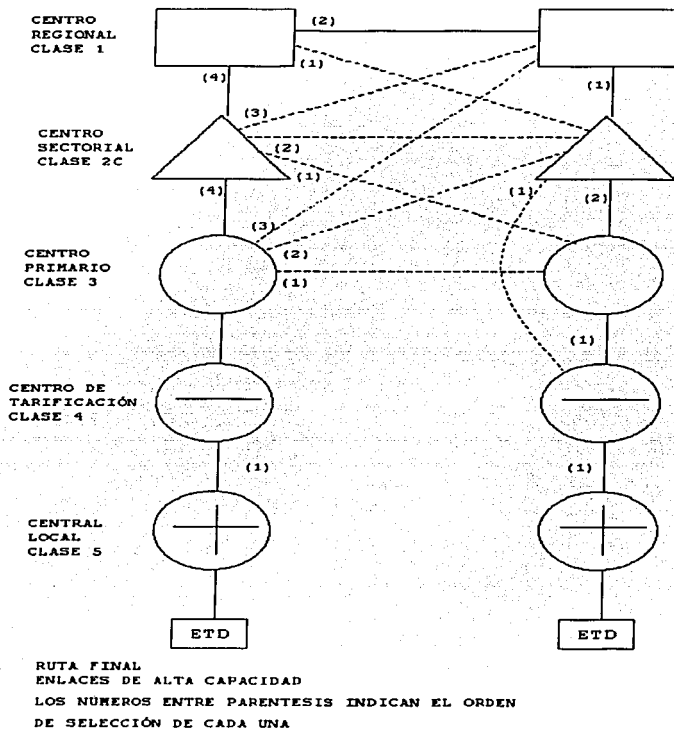 CENTRO
REGIONAL
CLASE 1
(2)
(4)
(1)
(1)
CENTRO
SECTORIAL
CLASE 2C
(3)
(2)
(1)
(4)
(1)
(2)
CENTRO
PRIMARIO
CLASE 3
(3)
(2)
(1)
(1)
CENTRO DE
TARIFICACIÓN
CLASE 4
(1)
(1)
CENTRAL
LOCAL
CLASE 5
ETD
ETD
RUTA FINAL
ENLACES DE ALTA CAPACIDAD
LOS NÚMEROS ENTRE PARENTESIS INDICAN EL ORDEN
DE SELECCIÓN DE CADA UNA